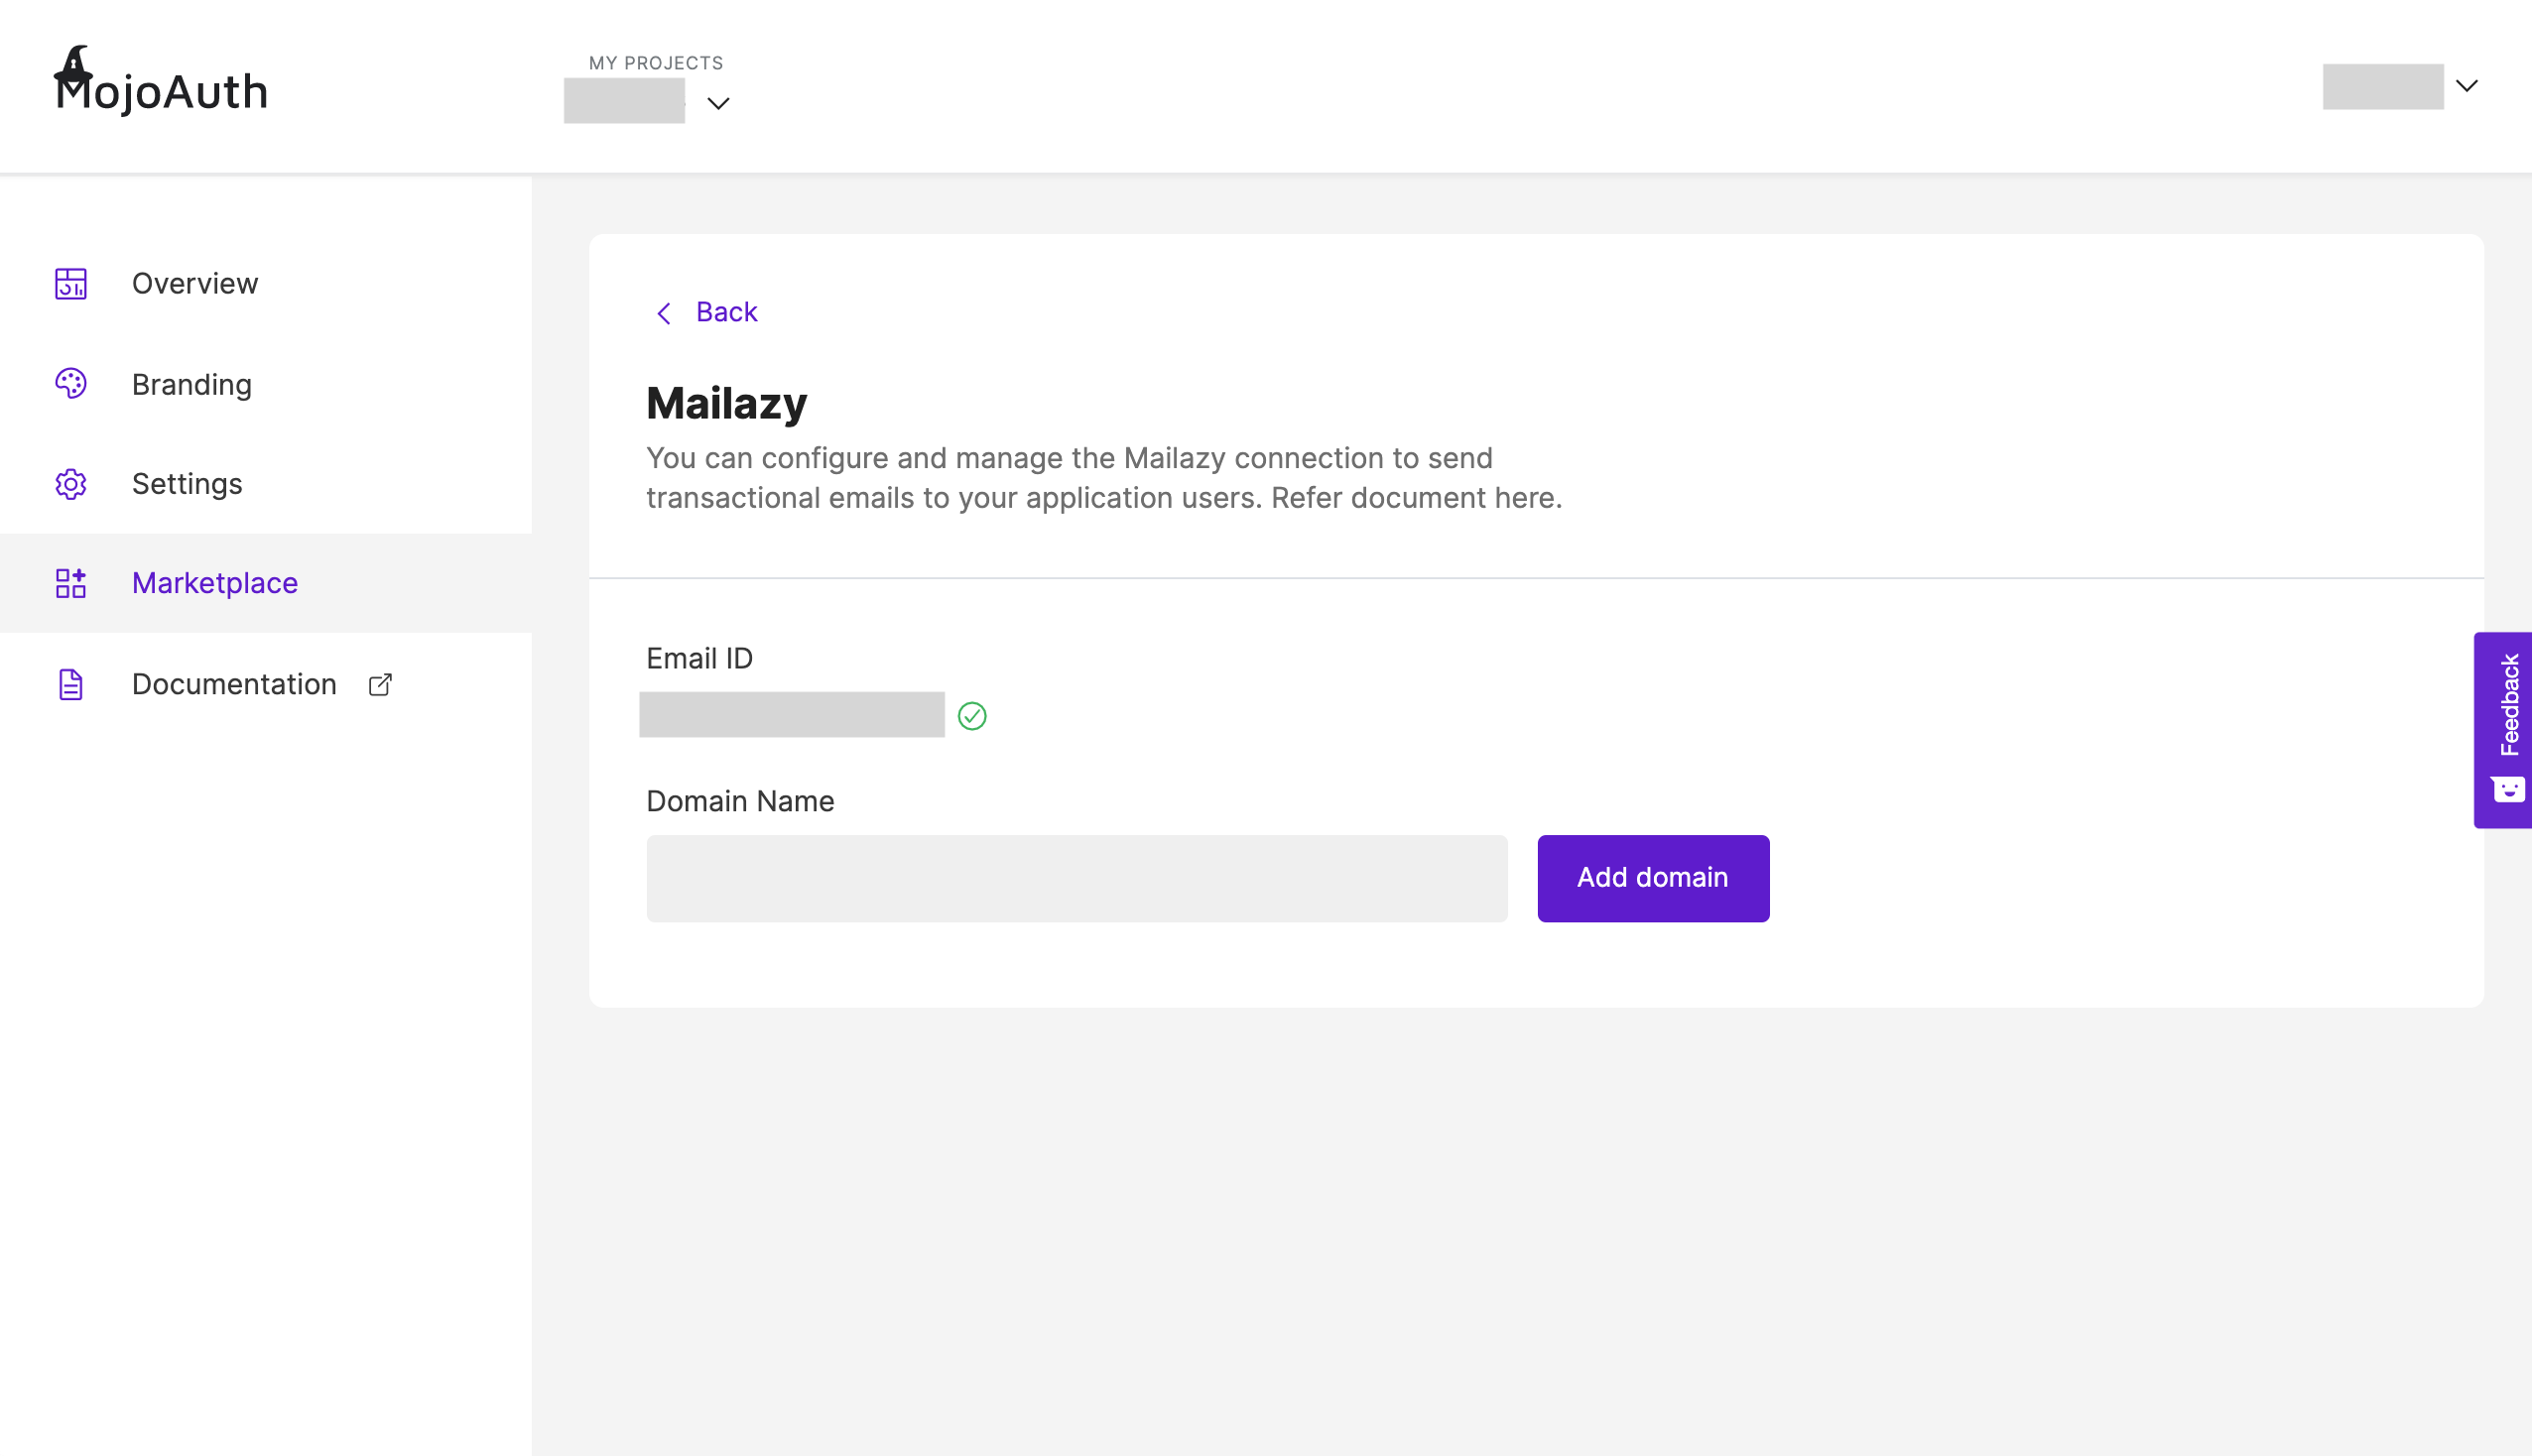 MojoAuth
MY PROJECTS
Overview
Branding
Settings
Marketplace
Documentation
Back
Mailazy
You can configure and manage the Mailazy connection to send
transactional emails to your application users. Refer document here.
Email ID
Domain Name
Add domain
Feedback